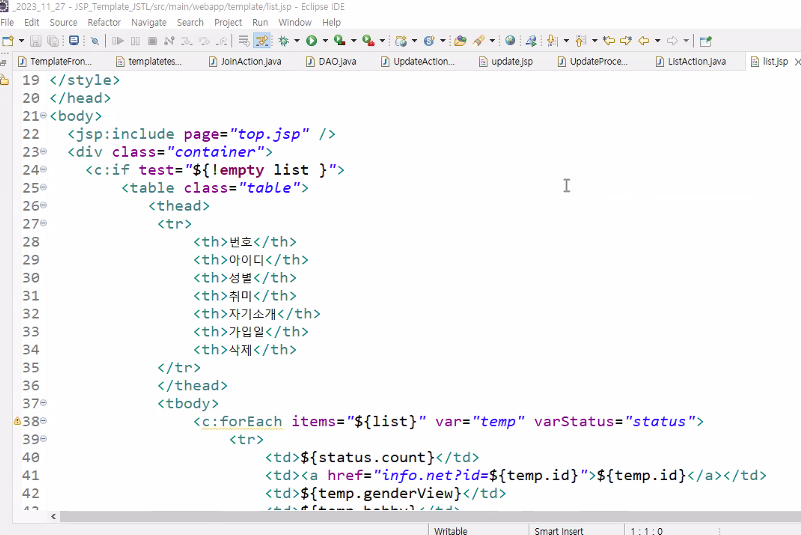 _2023_11_27 - JSP_Template_JSTL/src/main/webapp/template/list.jsp - Eclipse IDE
File Edit Source Refactor Navigate Search Project Run Window Help
TemplateFron... templatetes... JoinAction.java DAO.java UpdateAction... update.jsp UpdateProce... ListAction.java list.jsp
19 </style>
20 </head>
21 <body>
22 <jsp:include page="top.jsp" />
23 <div class="container">
24 <c:if test="${!empty list }">
25 <table class="table">
26 <thead>
27 <tr>
28 <th>번호</th>
29 <th>아이디</th>
30 <th>성별</th>
31 <th>취미</th>
32 <th>자기소개</th>
33 <th>가입일</th>
34 <th>삭제</th>
35 </tr>
36 </thead>
37 <tbody>
38 <c:forEach items="${list}" var="temp" varStatus="status">
39 <tr>
40 <td>${status.count}</td>
41 <td><a href="info.net?id=${temp.id}">${temp.id}</a></td>
42 <td>${temp.genderView}</td>
Writable Smart Insert 1 : 1 : 0